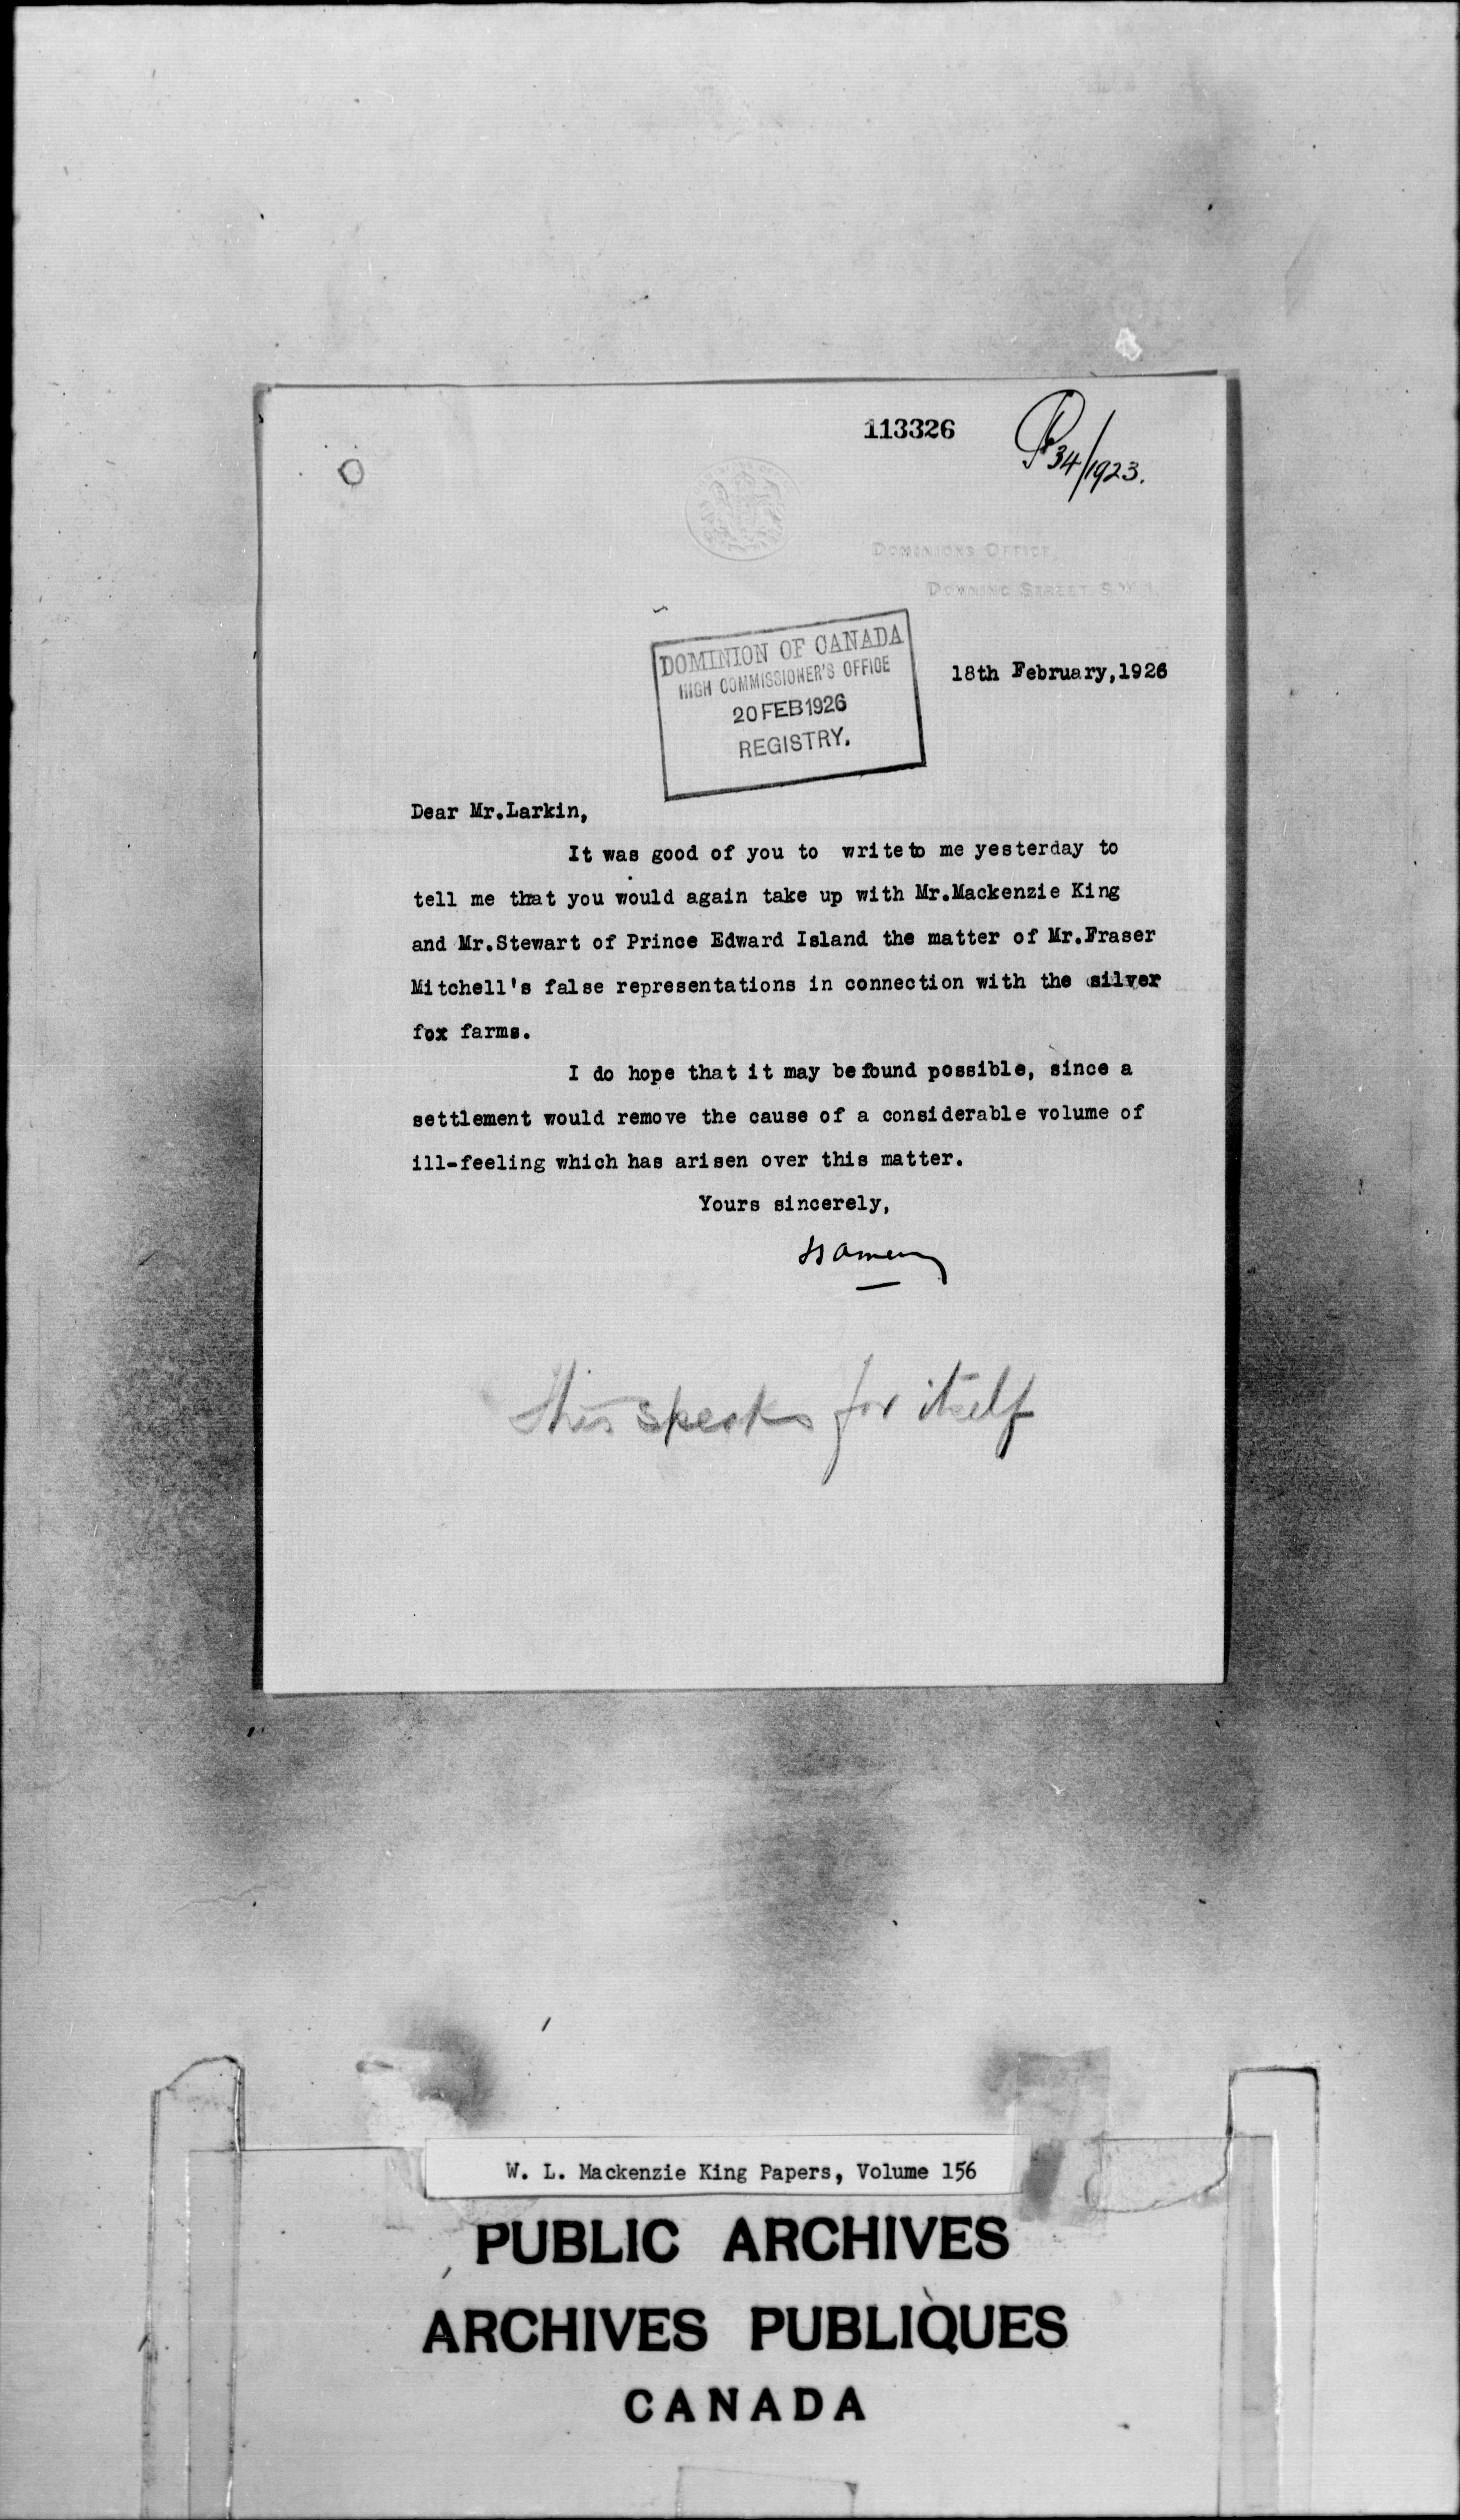 113326
P34/1923.
DOMINIONS OFFICE,
DOWNING STREET, S.W.1.
DOMINION OF CANADA
HIGH COMMISSIONER'S OFFICE
20 FEB 1926
REGISTRY.
18th February,1926
Dear Mr.Larkin,
It was good of you to writeto me yesterday to
tell me that you would again take up with Mr.Mackenzie King
and Mr.Stewart of Prince Edward Island the matter of Mr.Fraser
Mitchell's false representations in connection with the silver
fox farms.
I do hope that it may be found possible, since a
settlement would remove the cause of a considerable volume of
ill-feeling which has arisen over this matter.
Yours sincerely,
LS Amery
This speaks for itself
W. L. Mackenzie King Papers, Volume 156
PUBLIC ARCHIVES
ARCHIVES PUBLIQUES
CANADA